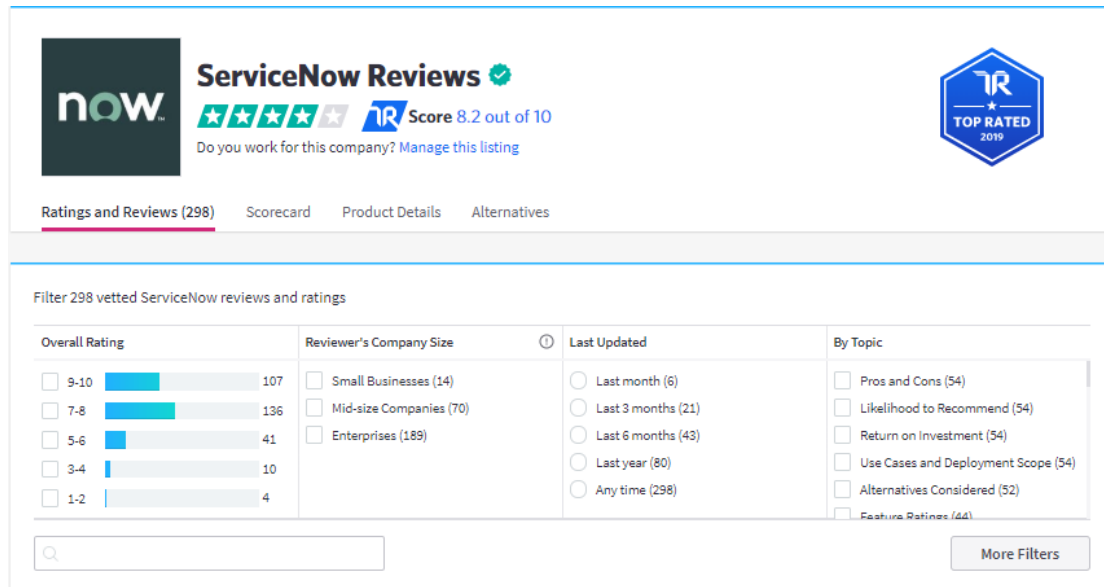 now.
ServiceNow Reviews
TR Score 8.2 out of 10
Do you work for this company? Manage this listing
TR
TOP RATED
2019
Ratings and Reviews (298) Scorecard Product Details Alternatives
Filter 298 vetted ServiceNow reviews and ratings
Overall Rating
9-10 107
7-8 136
5-6 41
3-4 10
1-2 4
Reviewer's Company Size
Small Businesses (14)
Mid-size Companies (70)
Enterprises (189)
Last Updated
Last month (6)
Last 3 months (21)
Last 6 months (43)
Last year (80)
Any time (298)
By Topic
Pros and Cons (54)
Likelihood to Recommend (54)
Return on Investment (54)
Use Cases and Deployment Scope (54)
Alternatives Considered (52)
Feature Ratings (44)
More Filters